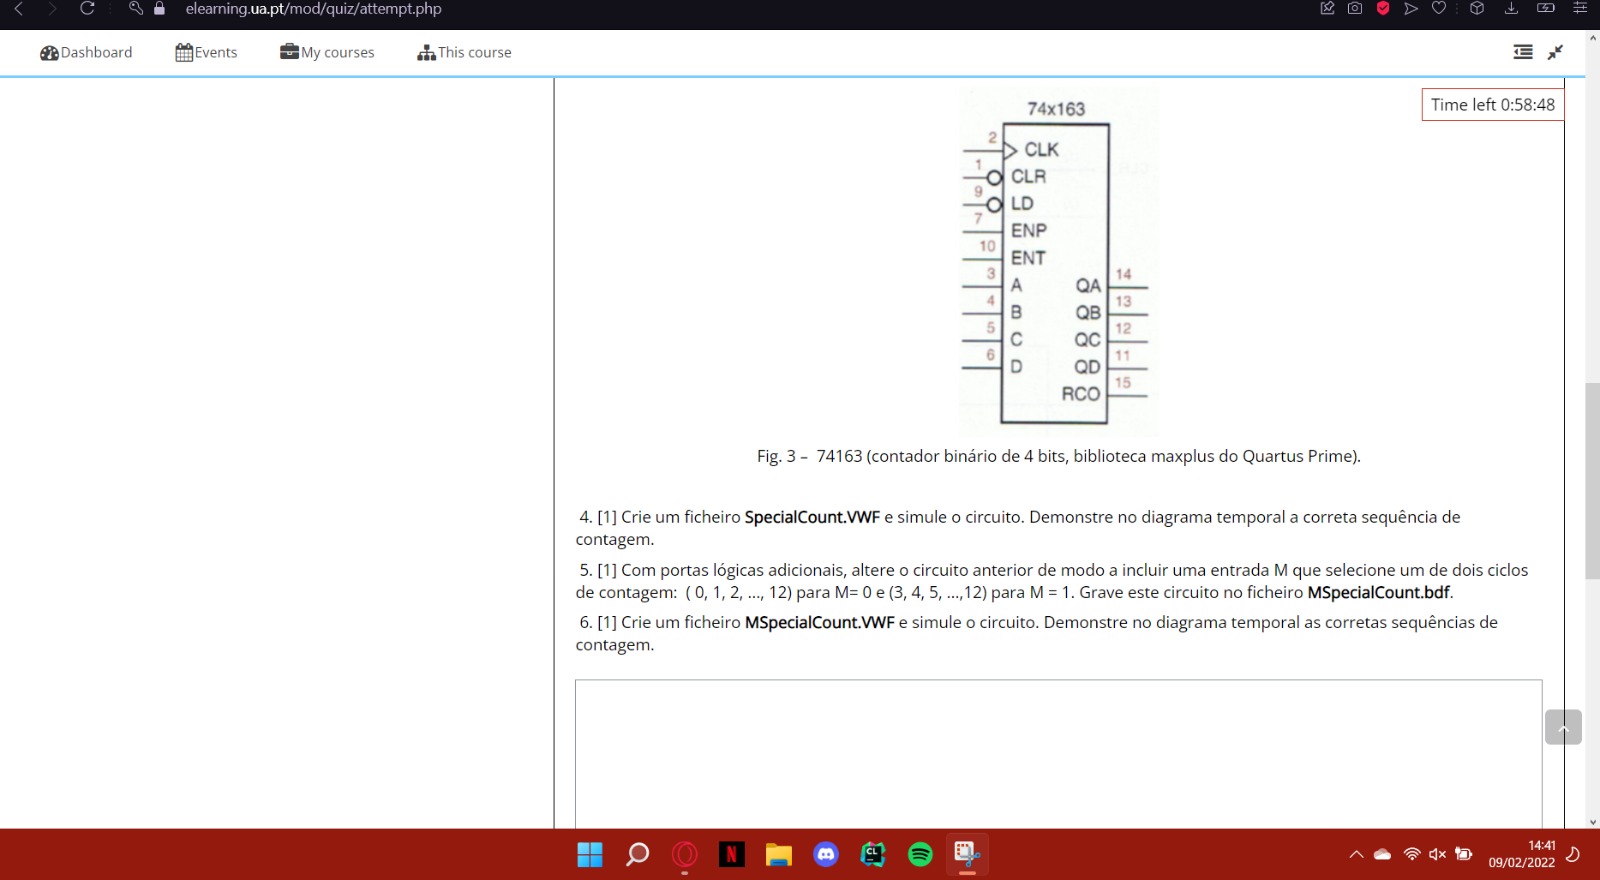 elearning.ua.pt/mod/quiz/attempt.php
Dashboard Events My courses This course
Time left 0:58:48
74x163
2 CLK
1 CLR
9 LD
7 ENP
10 ENT
3 A QA 14
4 B QB 13
5 C QC 12
6 D QD 11
RCO 15
Fig. 3 – 74163 (contador binário de 4 bits, biblioteca maxplus do Quartus Prime).
4. [1] Crie um ficheiro SpecialCount.VWF e simule o circuito. Demonstre no diagrama temporal a correta sequência de
contagem.
5. [1] Com portas lógicas adicionais, altere o circuito anterior de modo a incluir uma entrada M que selecione um de dois ciclos
de contagem: ( 0, 1, 2, ..., 12) para M= 0 e (3, 4, 5, ...,12) para M = 1. Grave este circuito no ficheiro MSpecialCount.bdf.
6. [1] Crie um ficheiro MSpecialCount.VWF e simule o circuito. Demonstre no diagrama temporal as corretas sequências de
contagem.
N
CL
14:41
09/02/2022